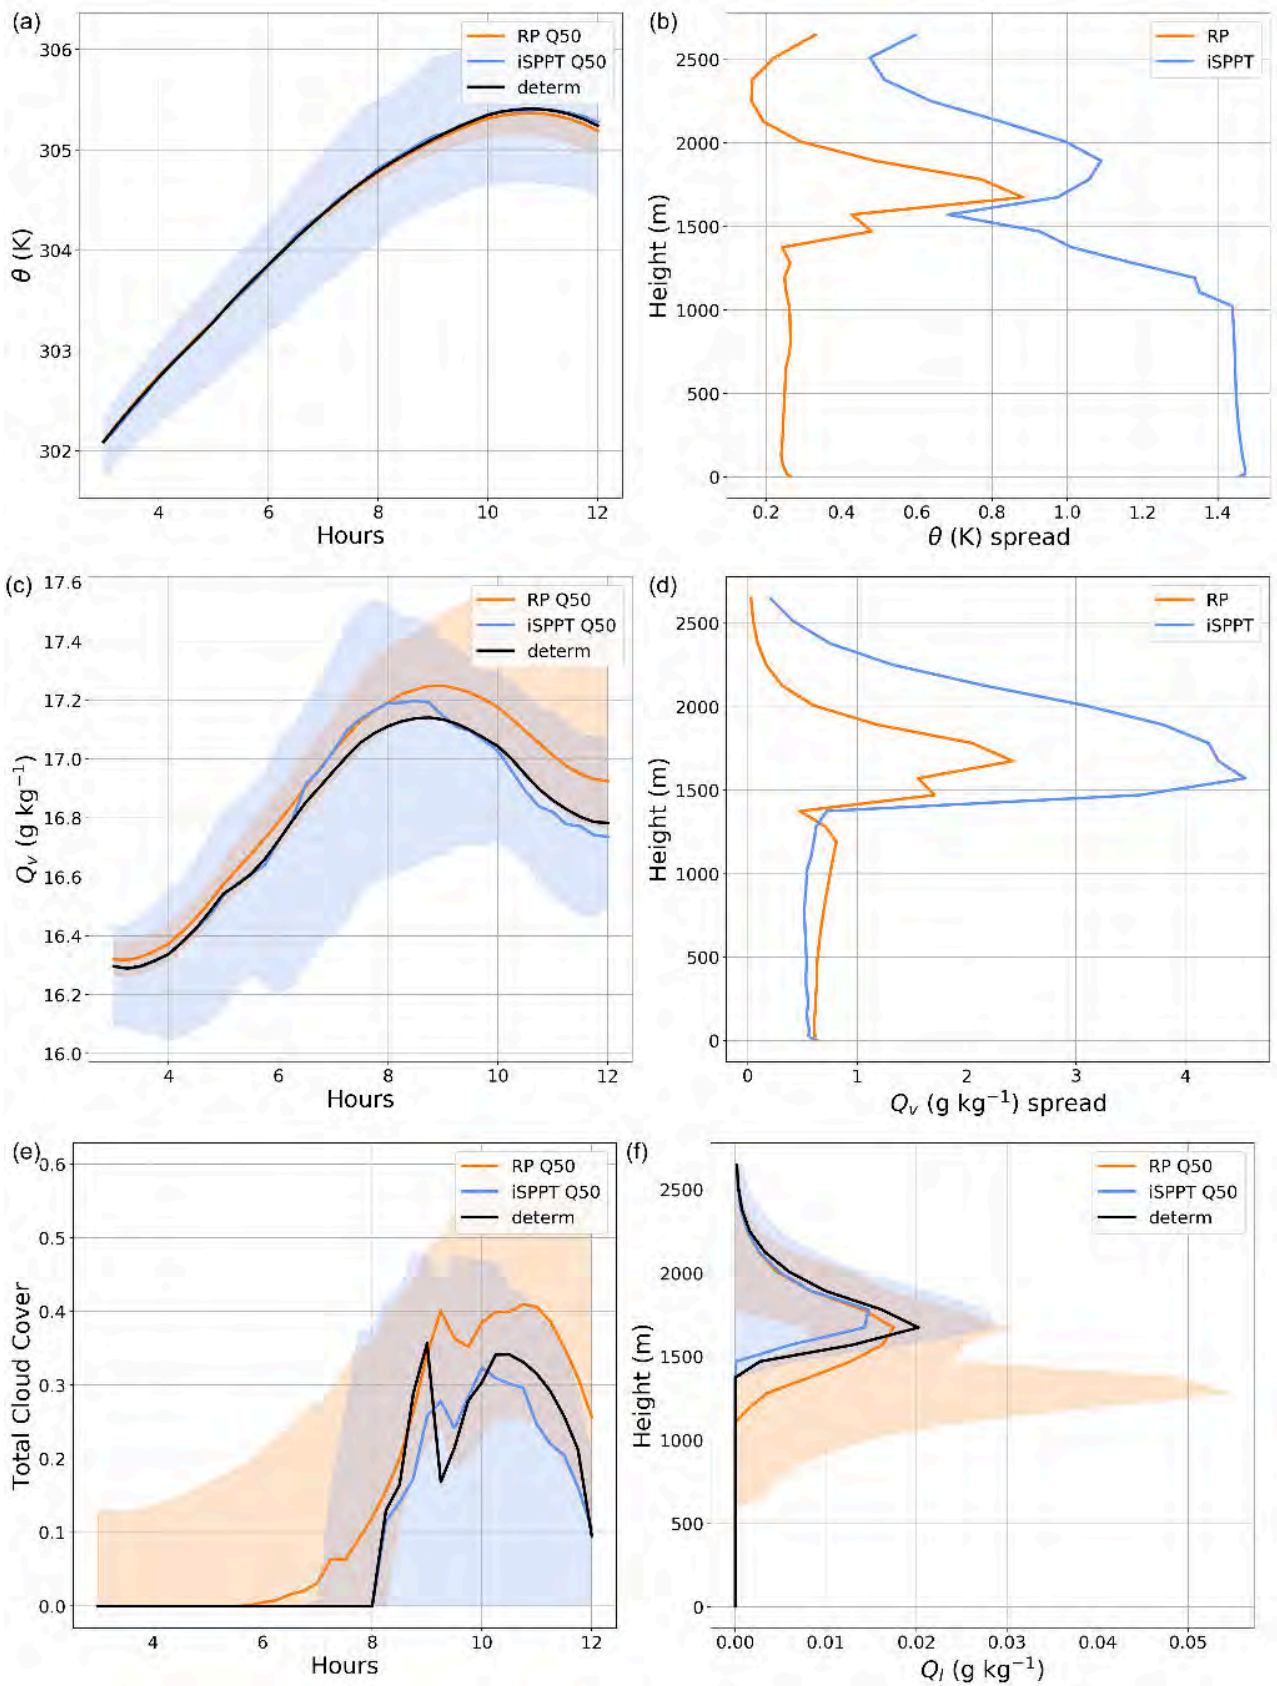 (a)
RP Q50
iSPPT Q50
determ
306
305
304
303
302
θ (K)
4 6 8 10 12
Hours
(b)
RP
iSPPT
2500
2000
1500
1000
500
0
Height (m)
0.2 0.4 0.6 0.8 1.0 1.2 1.4
θ (K) spread
(c)
RP Q50
iSPPT Q50
determ
17.6
17.4
17.2
17.0
16.8
16.6
16.4
16.2
16.0
Qv (g kg⁻¹)
4 6 8 10 12
Hours
(d)
RP
iSPPT
2500
2000
1500
1000
500
0
Height (m)
0 1 2 3 4
Qv (g kg⁻¹) spread
(e)
RP Q50
iSPPT Q50
determ
0.6
0.5
0.4
0.3
0.2
0.1
0.0
Total Cloud Cover
4 6 8 10 12
Hours
(f)
RP Q50
iSPPT Q50
determ
2500
2000
1500
1000
500
0
Height (m)
0.00 0.01 0.02 0.03 0.04 0.05
Ql (g kg⁻¹)